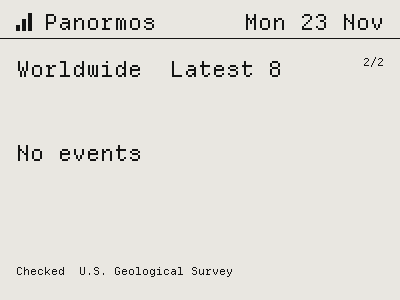 Panormos Mon 23 Nov
Worldwide Latest 8 2/2
No events
Checked U.S. Geological Survey